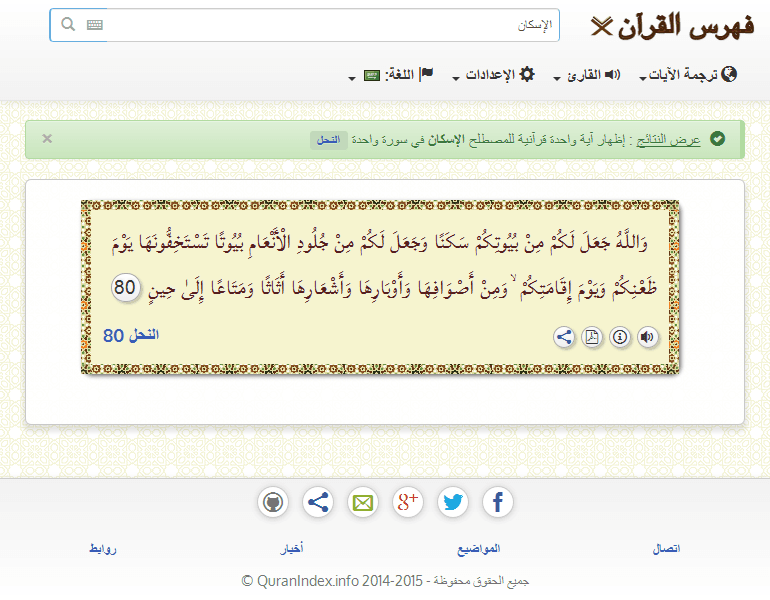 فهرس القرآن
الإسكان
ترجمة الآيات القارئ الإعدادات اللغة:
عرض النتائج : إظهار آية واحدة قرآنية للمصطلح الإسكان في سورة واحدة النحل ×
وَاللَّهُ جَعَلَ لَكُمْ مِنْ بُيُوتِكُمْ سَكَنًا وَجَعَلَ لَكُمْ مِنْ جُلُودِ الْأَنْعَامِ بُيُوتًا تَسْتَخِفُّونَهَا يَوْمَ
ظَعْنِكُمْ وَيَوْمَ إِقَامَتِكُمْ ۙ وَمِنْ أَصْوَافِهَا وَأَوْبَارِهَا وَأَشْعَارِهَا أَثَاثًا وَمَتَاعًا إِلَىٰ حِينٍ 80
النحل 80
اتصال المواضيع أخبار روابط
جميع الحقوق محفوظة - QuranIndex.info 2014-2015 ©